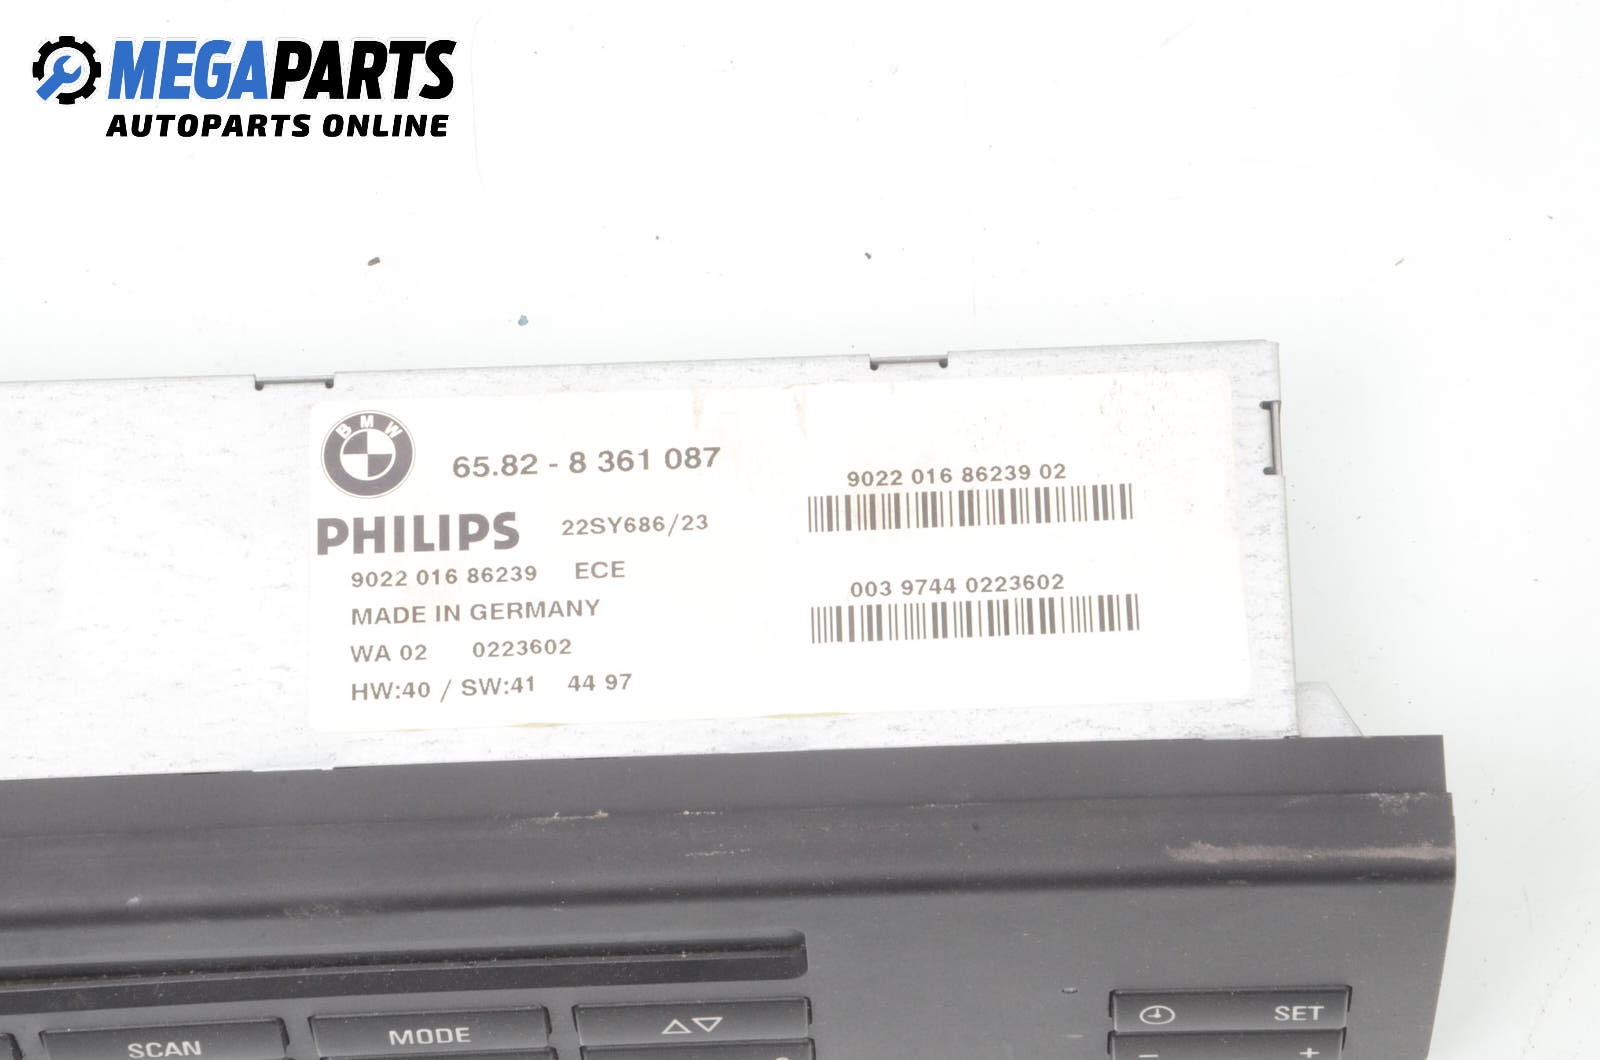 MEGAPARTS
AUTOPARTS ONLINE
BMW
65.82 - 8 361 087
PHILIPS 22SY686/23
9022 016 86239 ECE
MADE IN GERMANY
WA 02 0223602
HW:40 / SW:41 44 97
9022 016 86239 02
003 9744 0223602
SCAN
MODE
SET
- +